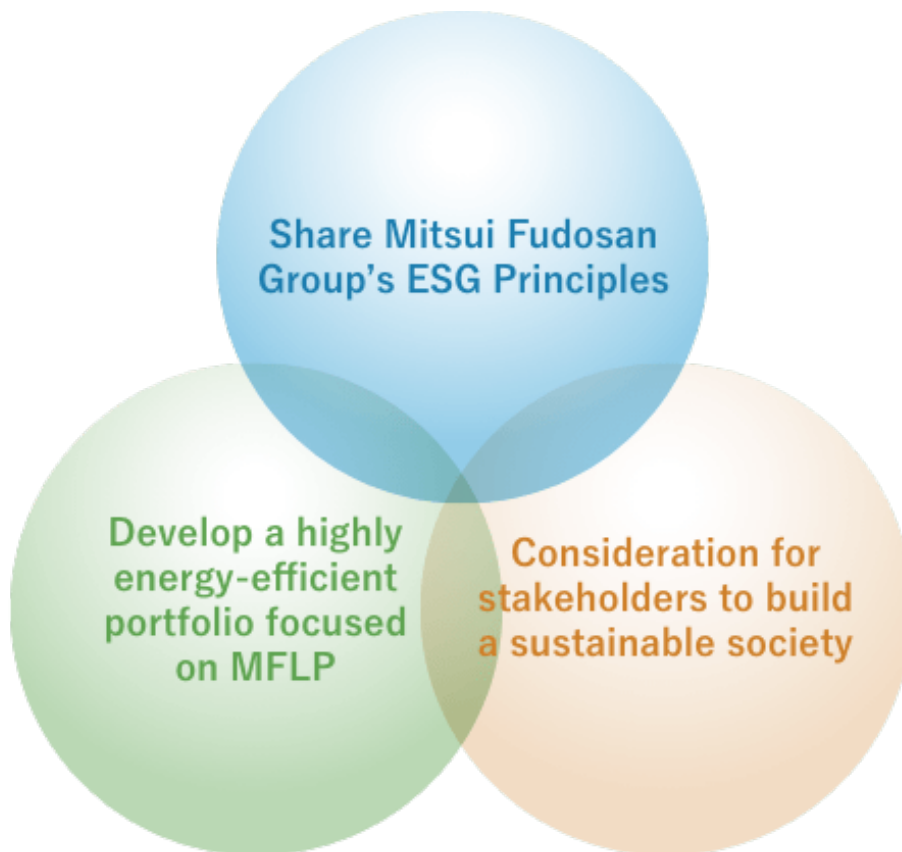 Share Mitsui Fudosan
Group’s ESG Principles
Develop a highly
energy-efficient
portfolio focused
on MFLP
Consideration for
stakeholders to build
a sustainable society